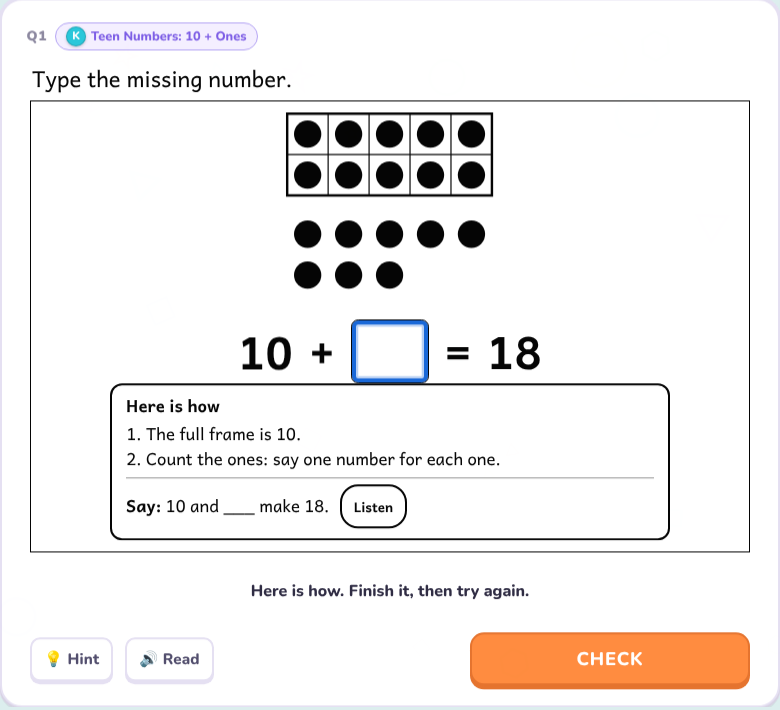 Q1 K Teen Numbers: 10 + Ones
Type the missing number.
10 + = 18
Here is how
1. The full frame is 10.
2. Count the ones: say one number for each one.
Say: 10 and ___ make 18. Listen
Here is how. Finish it, then try again.
💡 Hint 🔊 Read CHECK